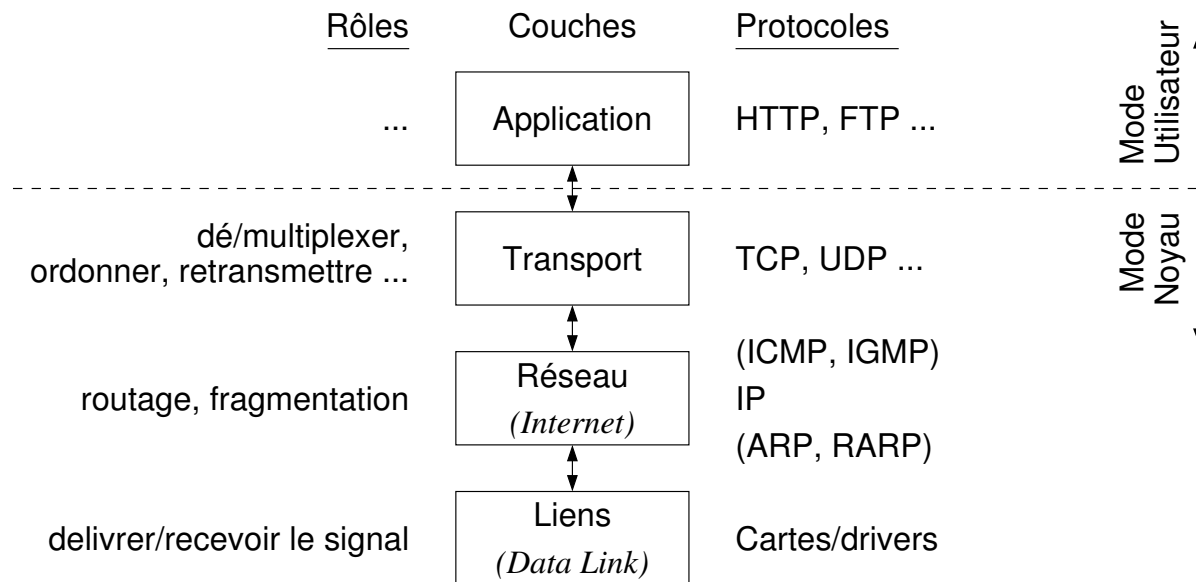 Rôles Couches Protocoles
Mode
Utilisateur
... Application HTTP, FTP ...
dé/multiplexer,
ordonner, retransmettre ...
Transport TCP, UDP ...
Mode
Noyau
routage, fragmentation
Réseau
(Internet)
(ICMP, IGMP)
IP
(ARP, RARP)
delivrer/recevoir le signal
Liens
(Data Link)
Cartes/drivers